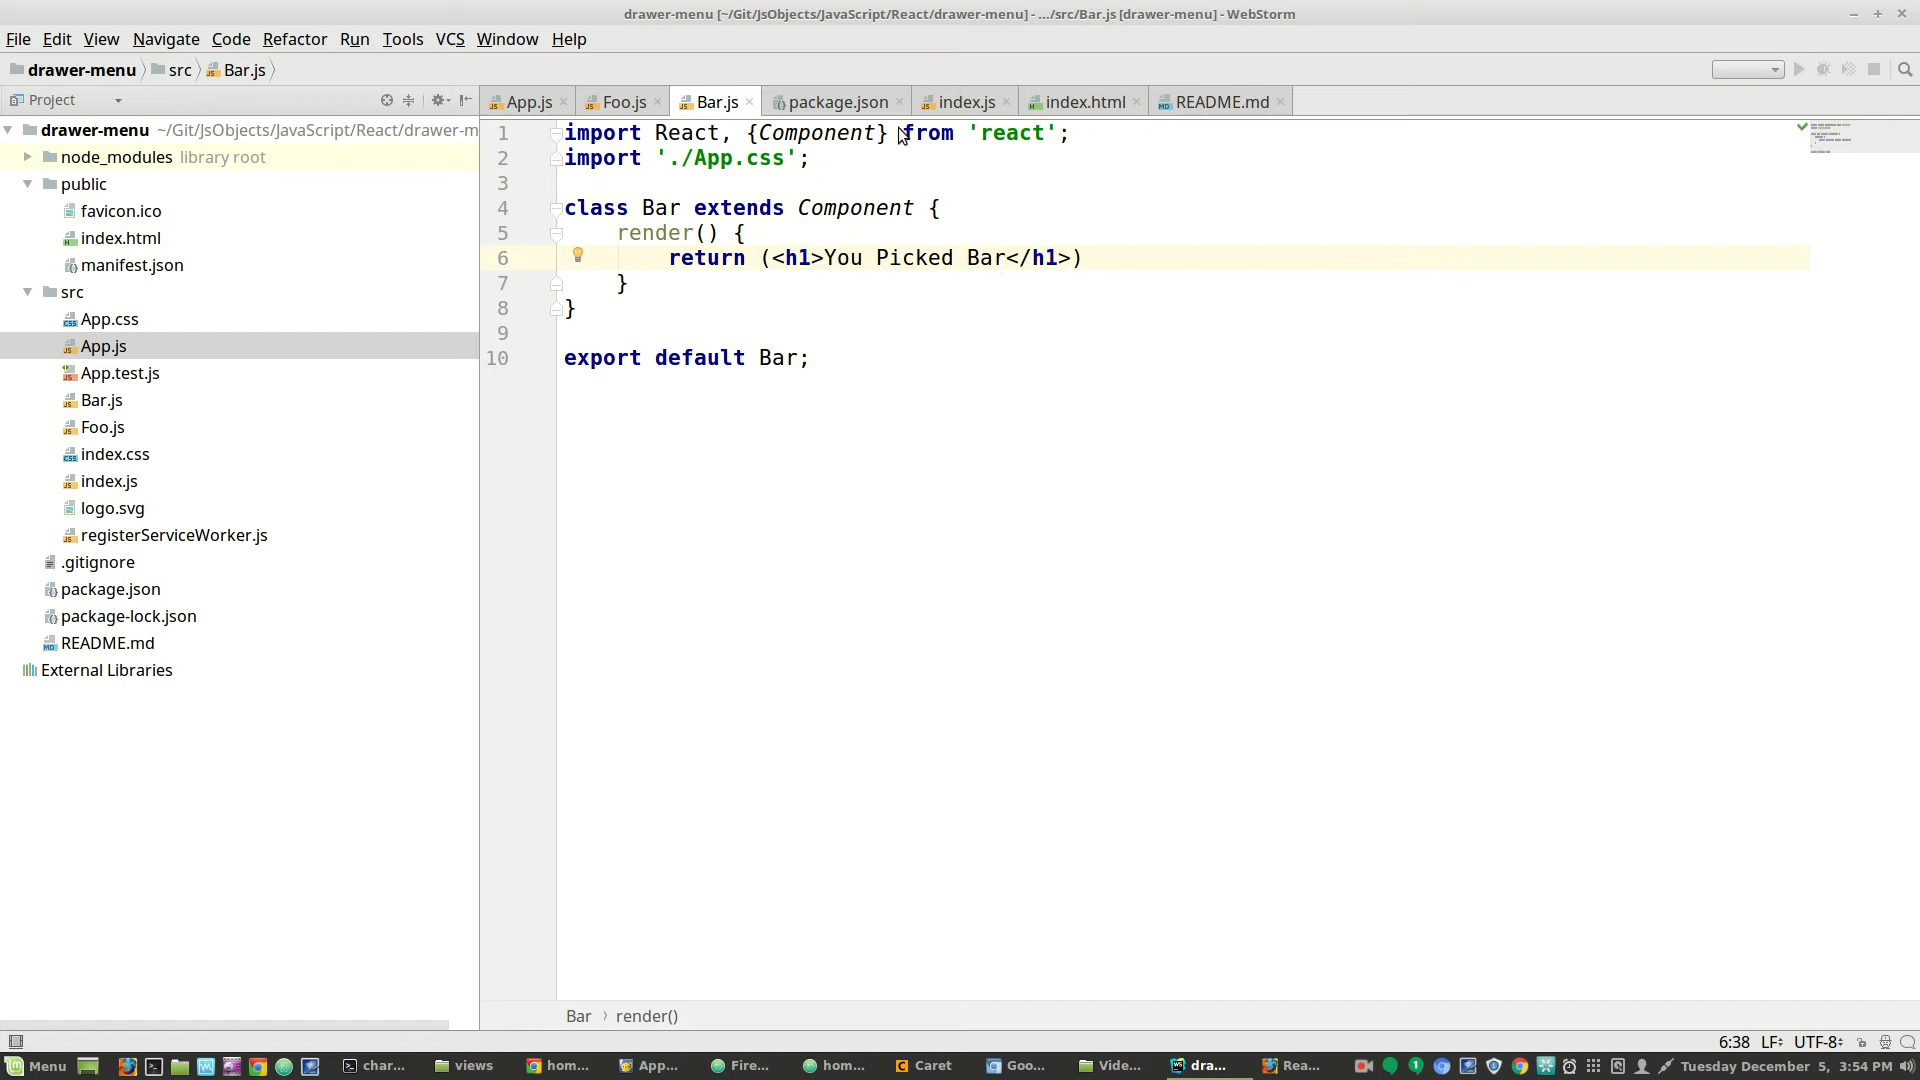 drawer-menu [~/Git/JsObjects/JavaScript/React/drawer-menu] - .../src/Bar.js [drawer-menu] - WebStorm
File Edit View Navigate Code Refactor Run Tools VCS Window Help
drawer-menu src Bar.js
Project
App.js Foo.js Bar.js package.json index.js index.html README.md
drawer-menu ~/Git/JsObjects/JavaScript/React/drawer-m
node_modules library root
public
favicon.ico
index.html
manifest.json
src
App.css
App.js
App.test.js
Bar.js
Foo.js
index.css
index.js
logo.svg
registerServiceWorker.js
.gitignore
package.json
package-lock.json
README.md
External Libraries
1 import React, {Component} from 'react';
2 import './App.css';
3
4 class Bar extends Component {
5 render() {
6 return (<h1>You Picked Bar</h1>)
7 }
8 }
9
10 export default Bar;
Bar › render()
6:38 LF UTF-8
Menu char... views hom... App... Fire... hom... Caret Goo... Vide... dra... Rea... Tuesday December 5, 3:54 PM